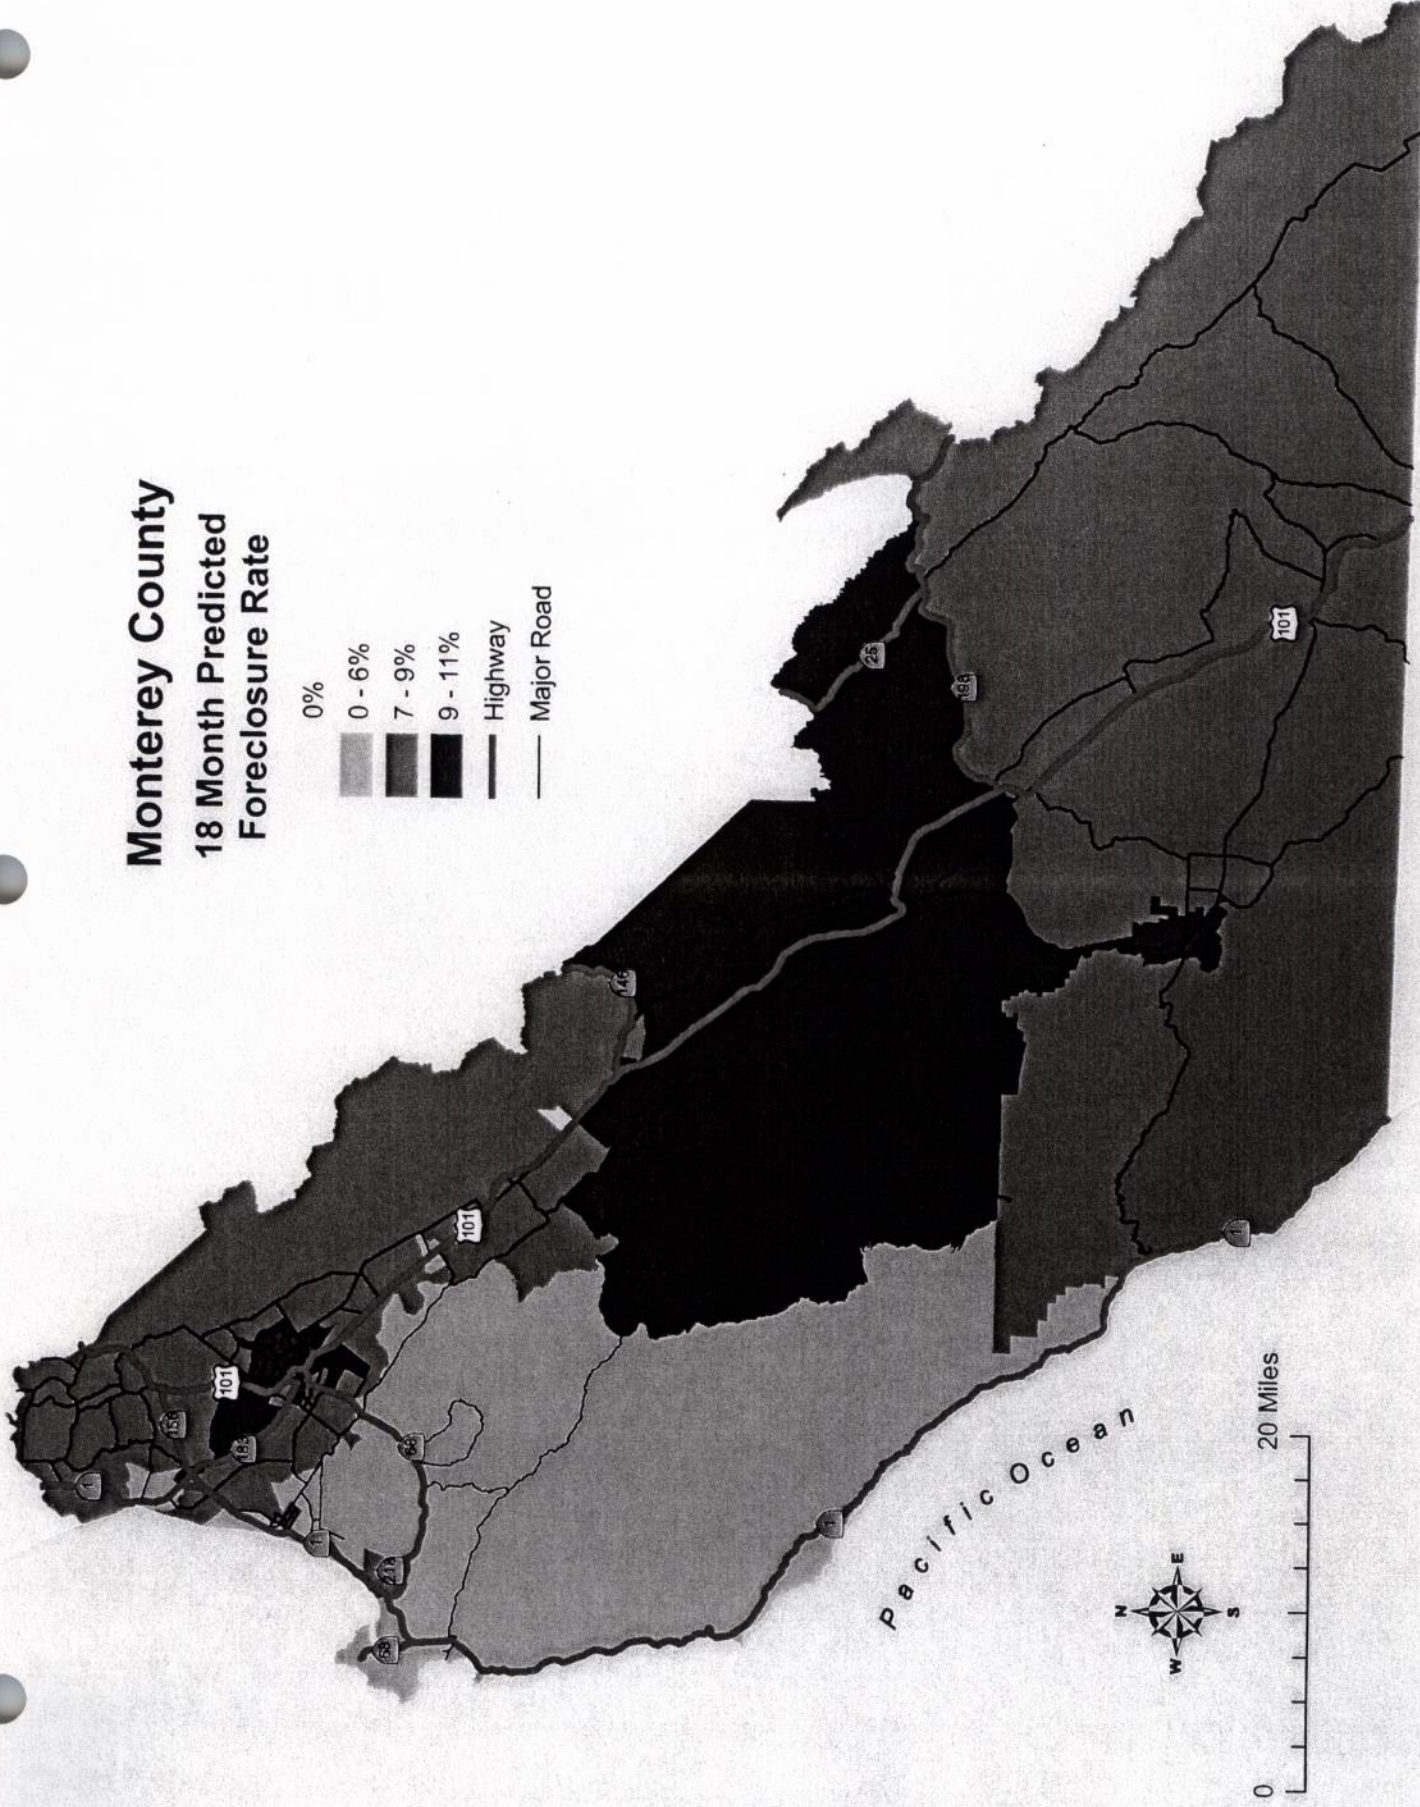 Monterey County
18 Month Predicted
Foreclosure Rate
0%
0 - 6%
7 - 9%
9 - 11%
Highway
Major Road
1
101
156
183
68
1
218
68
101
146
25
198
101
1
1
Pacific Ocean
N
W
E
S
0
20 Miles